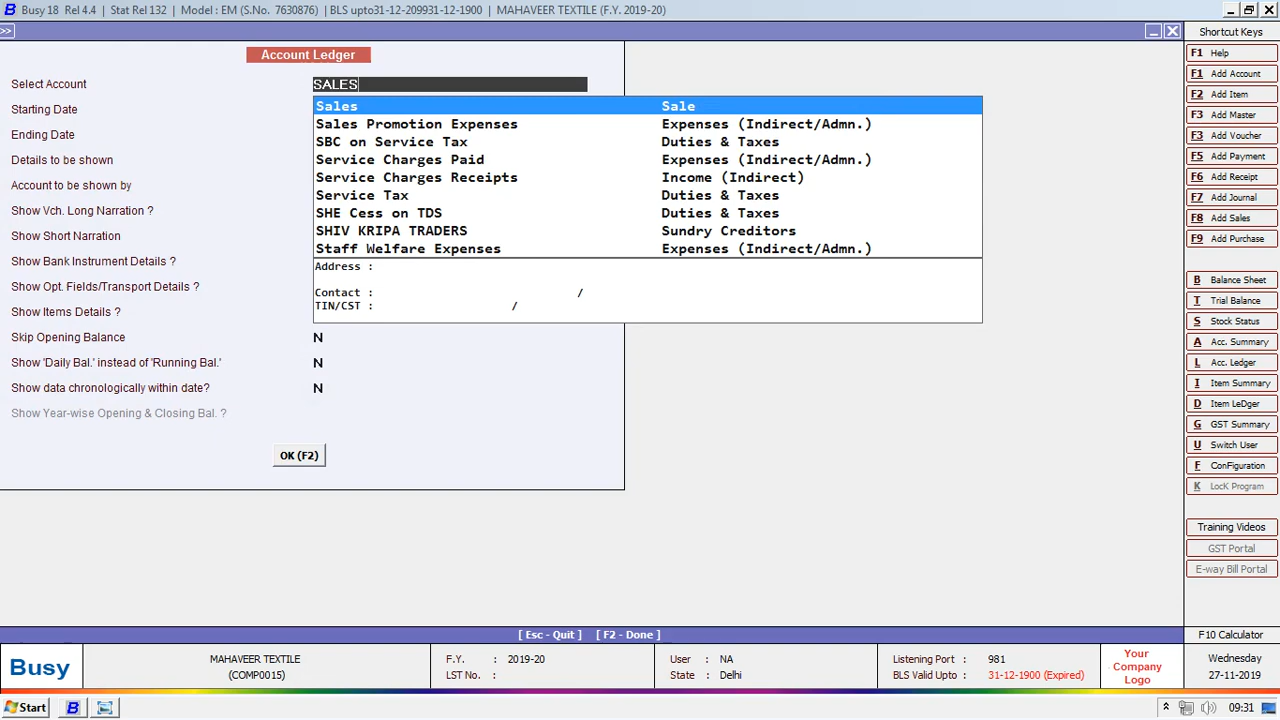 Busy 18 Rel 4.4 | Stat Rel 132 | Model : EM (S.No. 7630876) | BLS upto31-12-209931-12-1900 | MAHAVEER TEXTILE (F.Y. 2019-20)
>>
Shortcut Keys
Account Ledger
Select Account SALES
Starting Date
Ending Date
Details to be shown
Account to be shown by
Show Vch. Long Narration ?
Show Short Narration
Show Bank Instrument Details ?
Show Opt. Fields/Transport Details ?
Show Items Details ?
Skip Opening Balance N
Show 'Daily Bal.' instead of 'Running Bal.' N
Show data chronologically within date? N
Show Year-wise Opening & Closing Bal. ?
OK (F2)
Sales Sale
Sales Promotion Expenses Expenses (Indirect/Admn.)
SBC on Service Tax Duties & Taxes
Service Charges Paid Expenses (Indirect/Admn.)
Service Charges Receipts Income (Indirect)
Service Tax Duties & Taxes
SHE Cess on TDS Duties & Taxes
SHIV KRIPA TRADERS Sundry Creditors
Staff Welfare Expenses Expenses (Indirect/Admn.)
Address :
Contact : /
TIN/CST : /
F1 Help
F1 Add Account
F2 Add Item
F3 Add Master
F3 Add Voucher
F5 Add Payment
F6 Add Receipt
F7 Add Journal
F8 Add Sales
F9 Add Purchase
B Balance Sheet
T Trial Balance
S Stock Status
A Acc. Summary
L Acc. Ledger
I Item Summary
D Item LeDger
G GST Summary
U Switch User
F ConFiguration
K LocK Program
Training Videos
GST Portal
E-way Bill Portal
[ Esc - Quit ] [ F2 - Done ]
F10 Calculator
Busy
MAHAVEER TEXTILE
(COMP0015)
F.Y. : 2019-20
LST No. :
User : NA
State : Delhi
Listening Port : 981
BLS Valid Upto : 31-12-1900 (Expired)
Your
Company
Logo
Wednesday
27-11-2019
Start
09:31